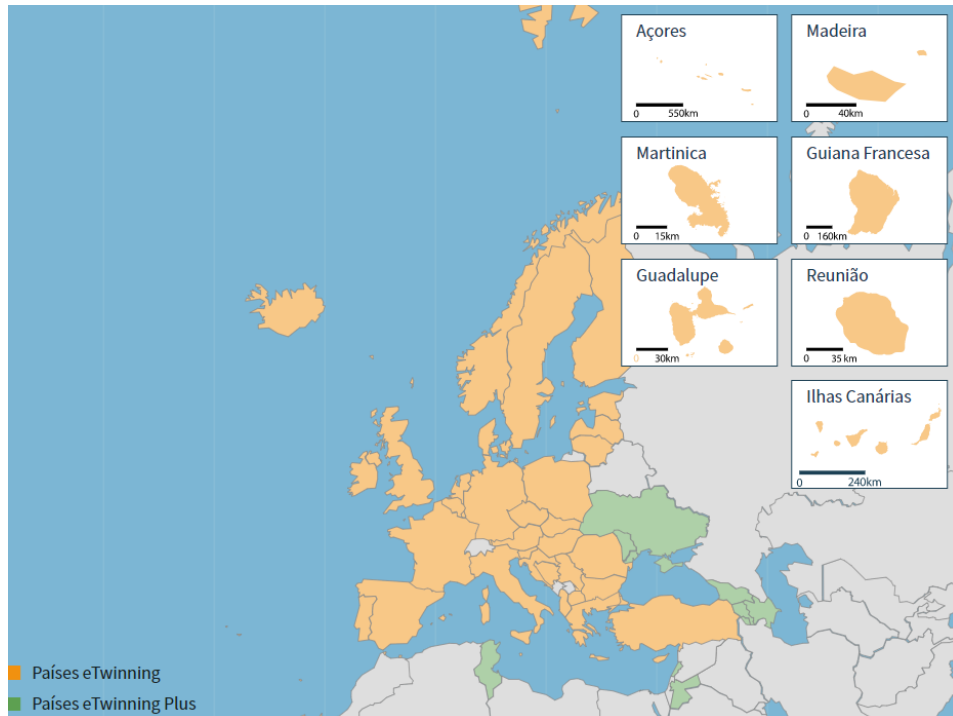 Açores
0 550km
Madeira
0 40km
Martinica
0 15km
Guiana Francesa
0 160km
Guadalupe
0 30km
Reunião
0 35 km
Ilhas Canárias
0 240km
Países eTwinning
Países eTwinning Plus